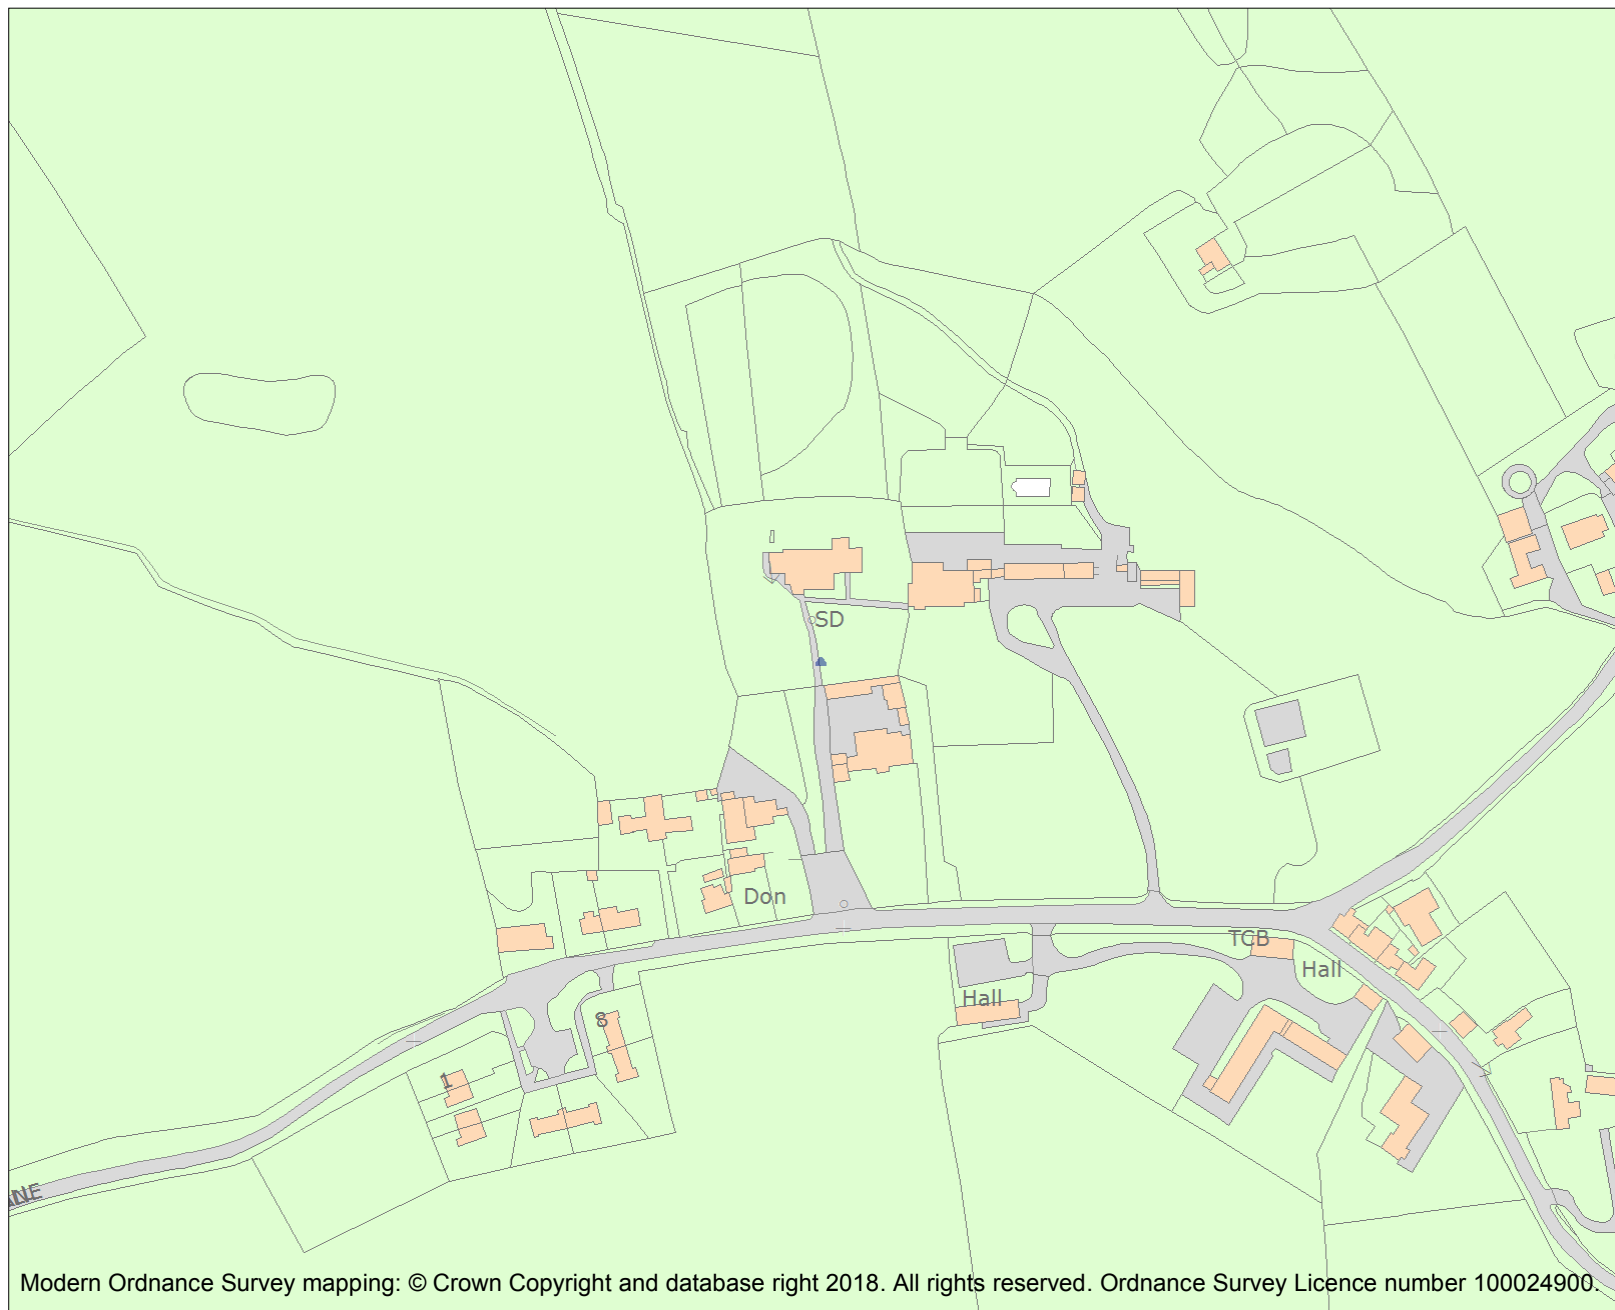 SD
Don
TCB
Hall
Hall
8
1
ANE
Modern Ordnance Survey mapping: © Crown Copyright and database right 2018. All rights reserved. Ordnance Survey Licence number 100024900.